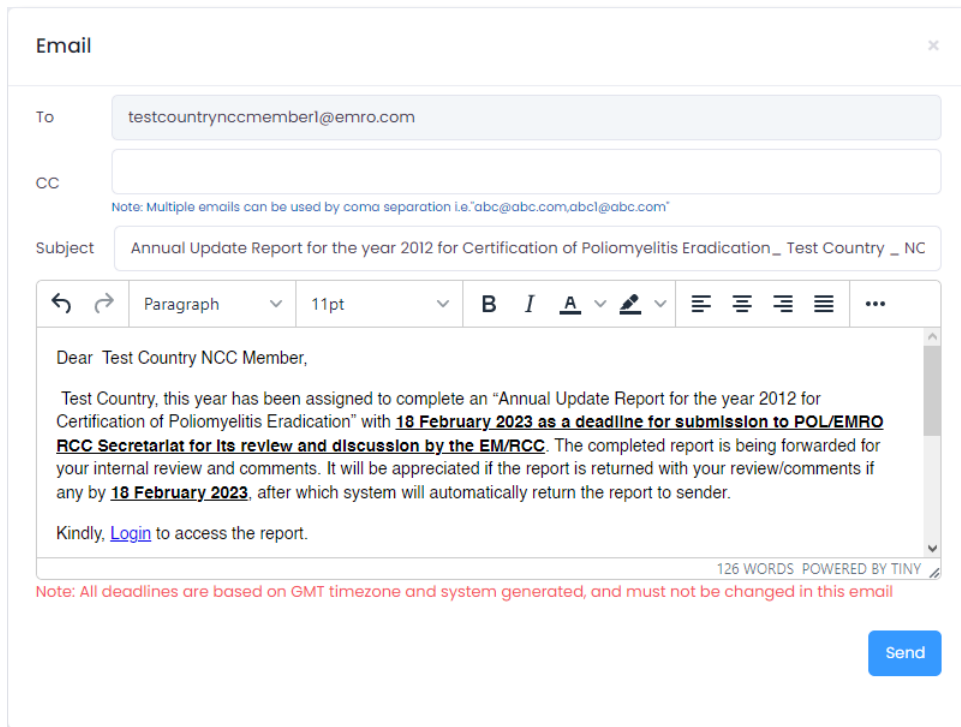 Email
×
To testcountrynccmember1@emro.com
CC
Note: Multiple emails can be used by coma separation i.e."abc@abc.com,abc1@abc.com"
Subject Annual Update Report for the year 2012 for Certification of Poliomyelitis Eradication_ Test Country _ NC
Paragraph 11pt B I A
Dear Test Country NCC Member,
Test Country, this year has been assigned to complete an “Annual Update Report for the year 2012 for
Certification of Poliomyelitis Eradication” with 18 February 2023 as a deadline for submission to POL/EMRO
RCC Secretariat for its review and discussion by the EM/RCC. The completed report is being forwarded for
your internal review and comments. It will be appreciated if the report is returned with your review/comments if
any by 18 February 2023, after which system will automatically return the report to sender.
Kindly, Login to access the report.
126 WORDS POWERED BY TINY
Note: All deadlines are based on GMT timezone and system generated, and must not be changed in this email
Send